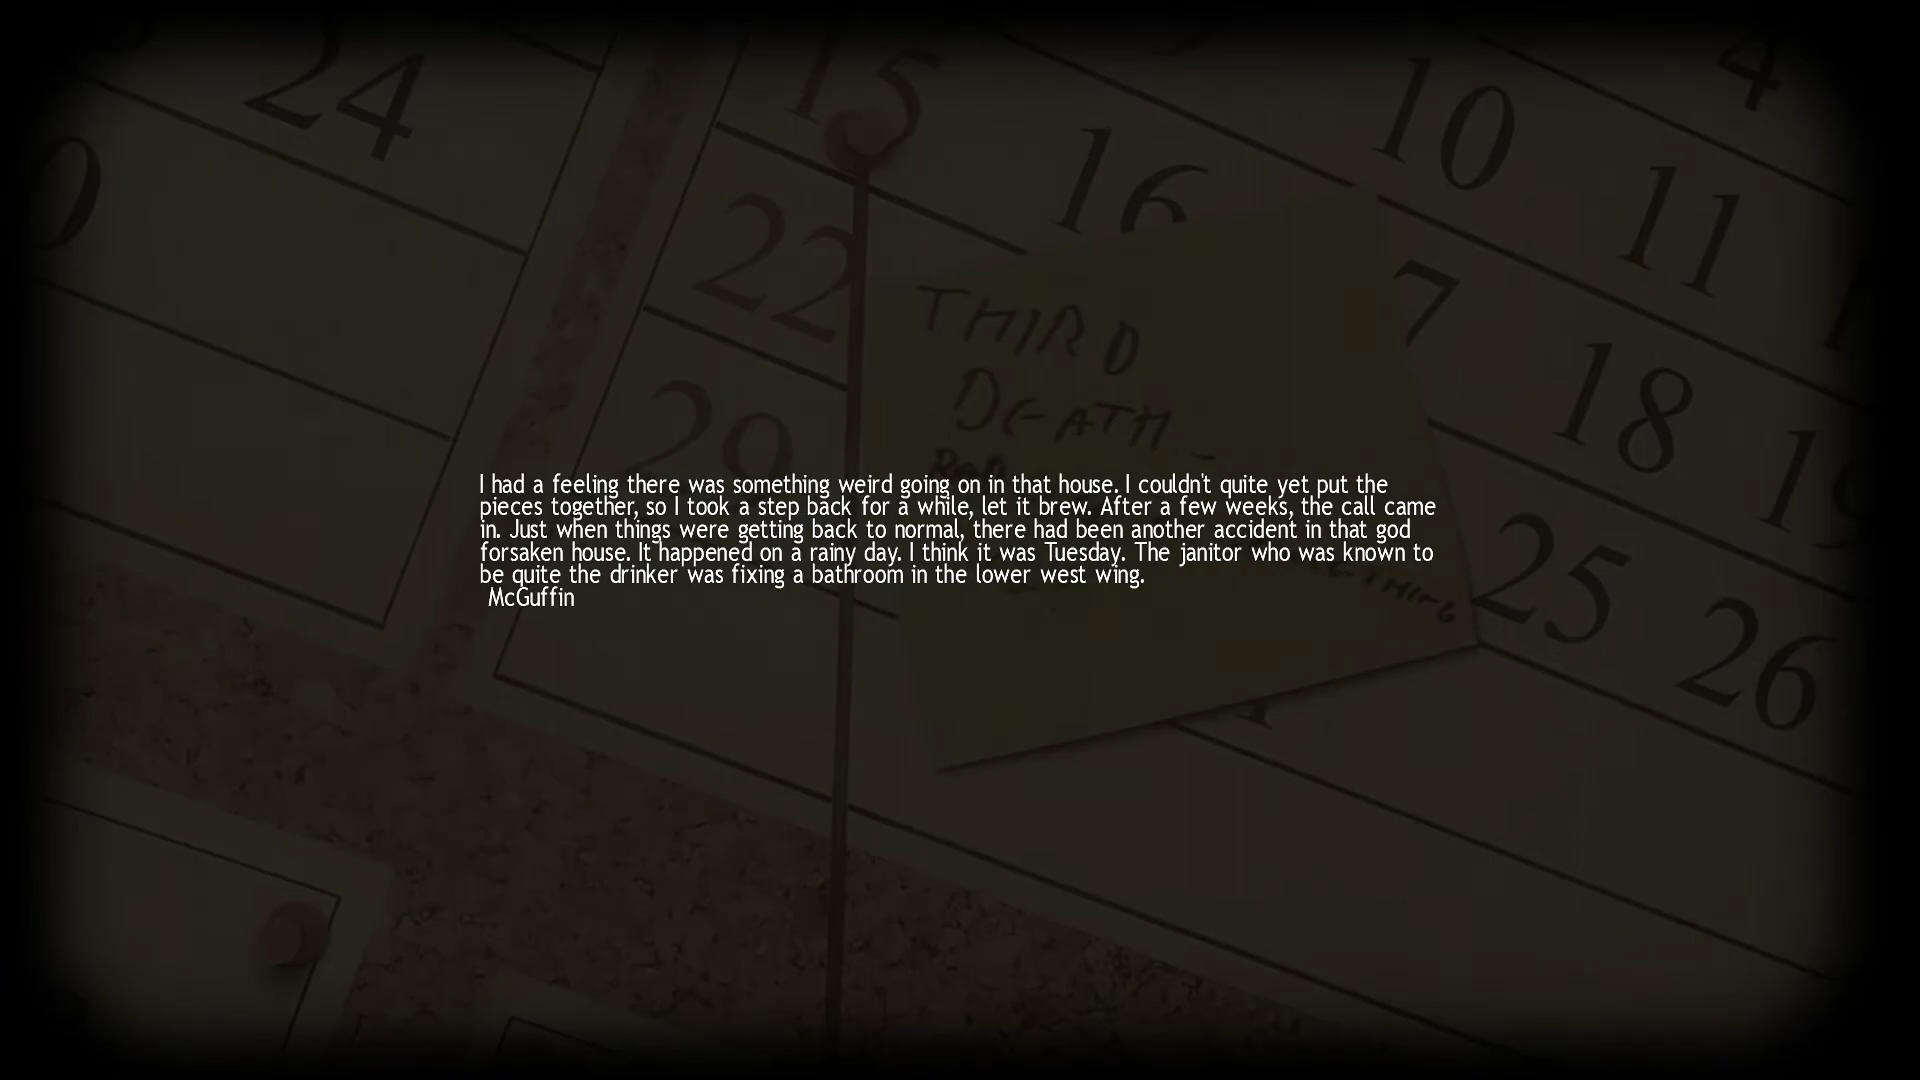 24
15
16
22
29
10
11
4
7
18
19
25
26
0
THIRD
DEATH -
I had a feeling there was something weird going on in that house. I couldn't quite yet put the
pieces together, so I took a step back for a while, let it brew. After a few weeks, the call came
in. Just when things were getting back to normal, there had been another accident in that god
forsaken house. It happened on a rainy day. I think it was Tuesday. The janitor who was known to
be quite the drinker was fixing a bathroom in the lower west wing.
McGuffin